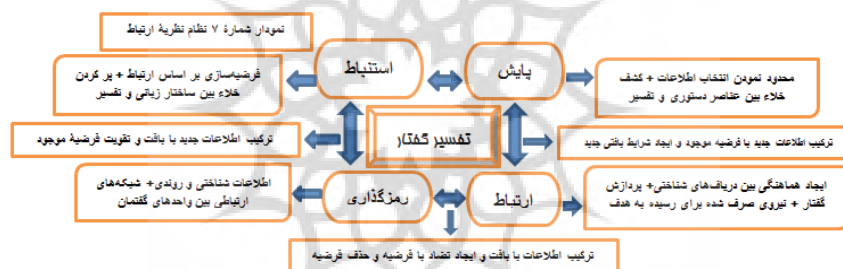 نمودار شمارۀ ۷ نظام نظریۀ ارتباط
پایش
استنباط
محدود نمودن انتخاب اطلاعات + کشف
خلاء بین عناصر دستوری و تفسیر
فرضیه‌سازی بر اساس ارتباط + پر کردن
خلاء بین ساختار زبانی و تفسیر
تفسیر گفتار
ترکیب اطلاعات جدید با فرضیه موجود و ایجاد شرایط بافتی جدید
ترکیب اطلاعات جدید با بافت و تقویت فرضیۀ موجود
ارتباط
رمزگذاری
ایجاد هماهنگی بین دریاف‌های شناختی+ پردازش
گفتار + نیروی صرف شده برای رسیده به هدف
اطلاعات شناختی و روندی+ شبکه‌های
ارتباطی بین واحدهای گفتمان
ترکیب اطلاعات با بافت و ایجاد تضاد با فرضیه و حذف فرضیه